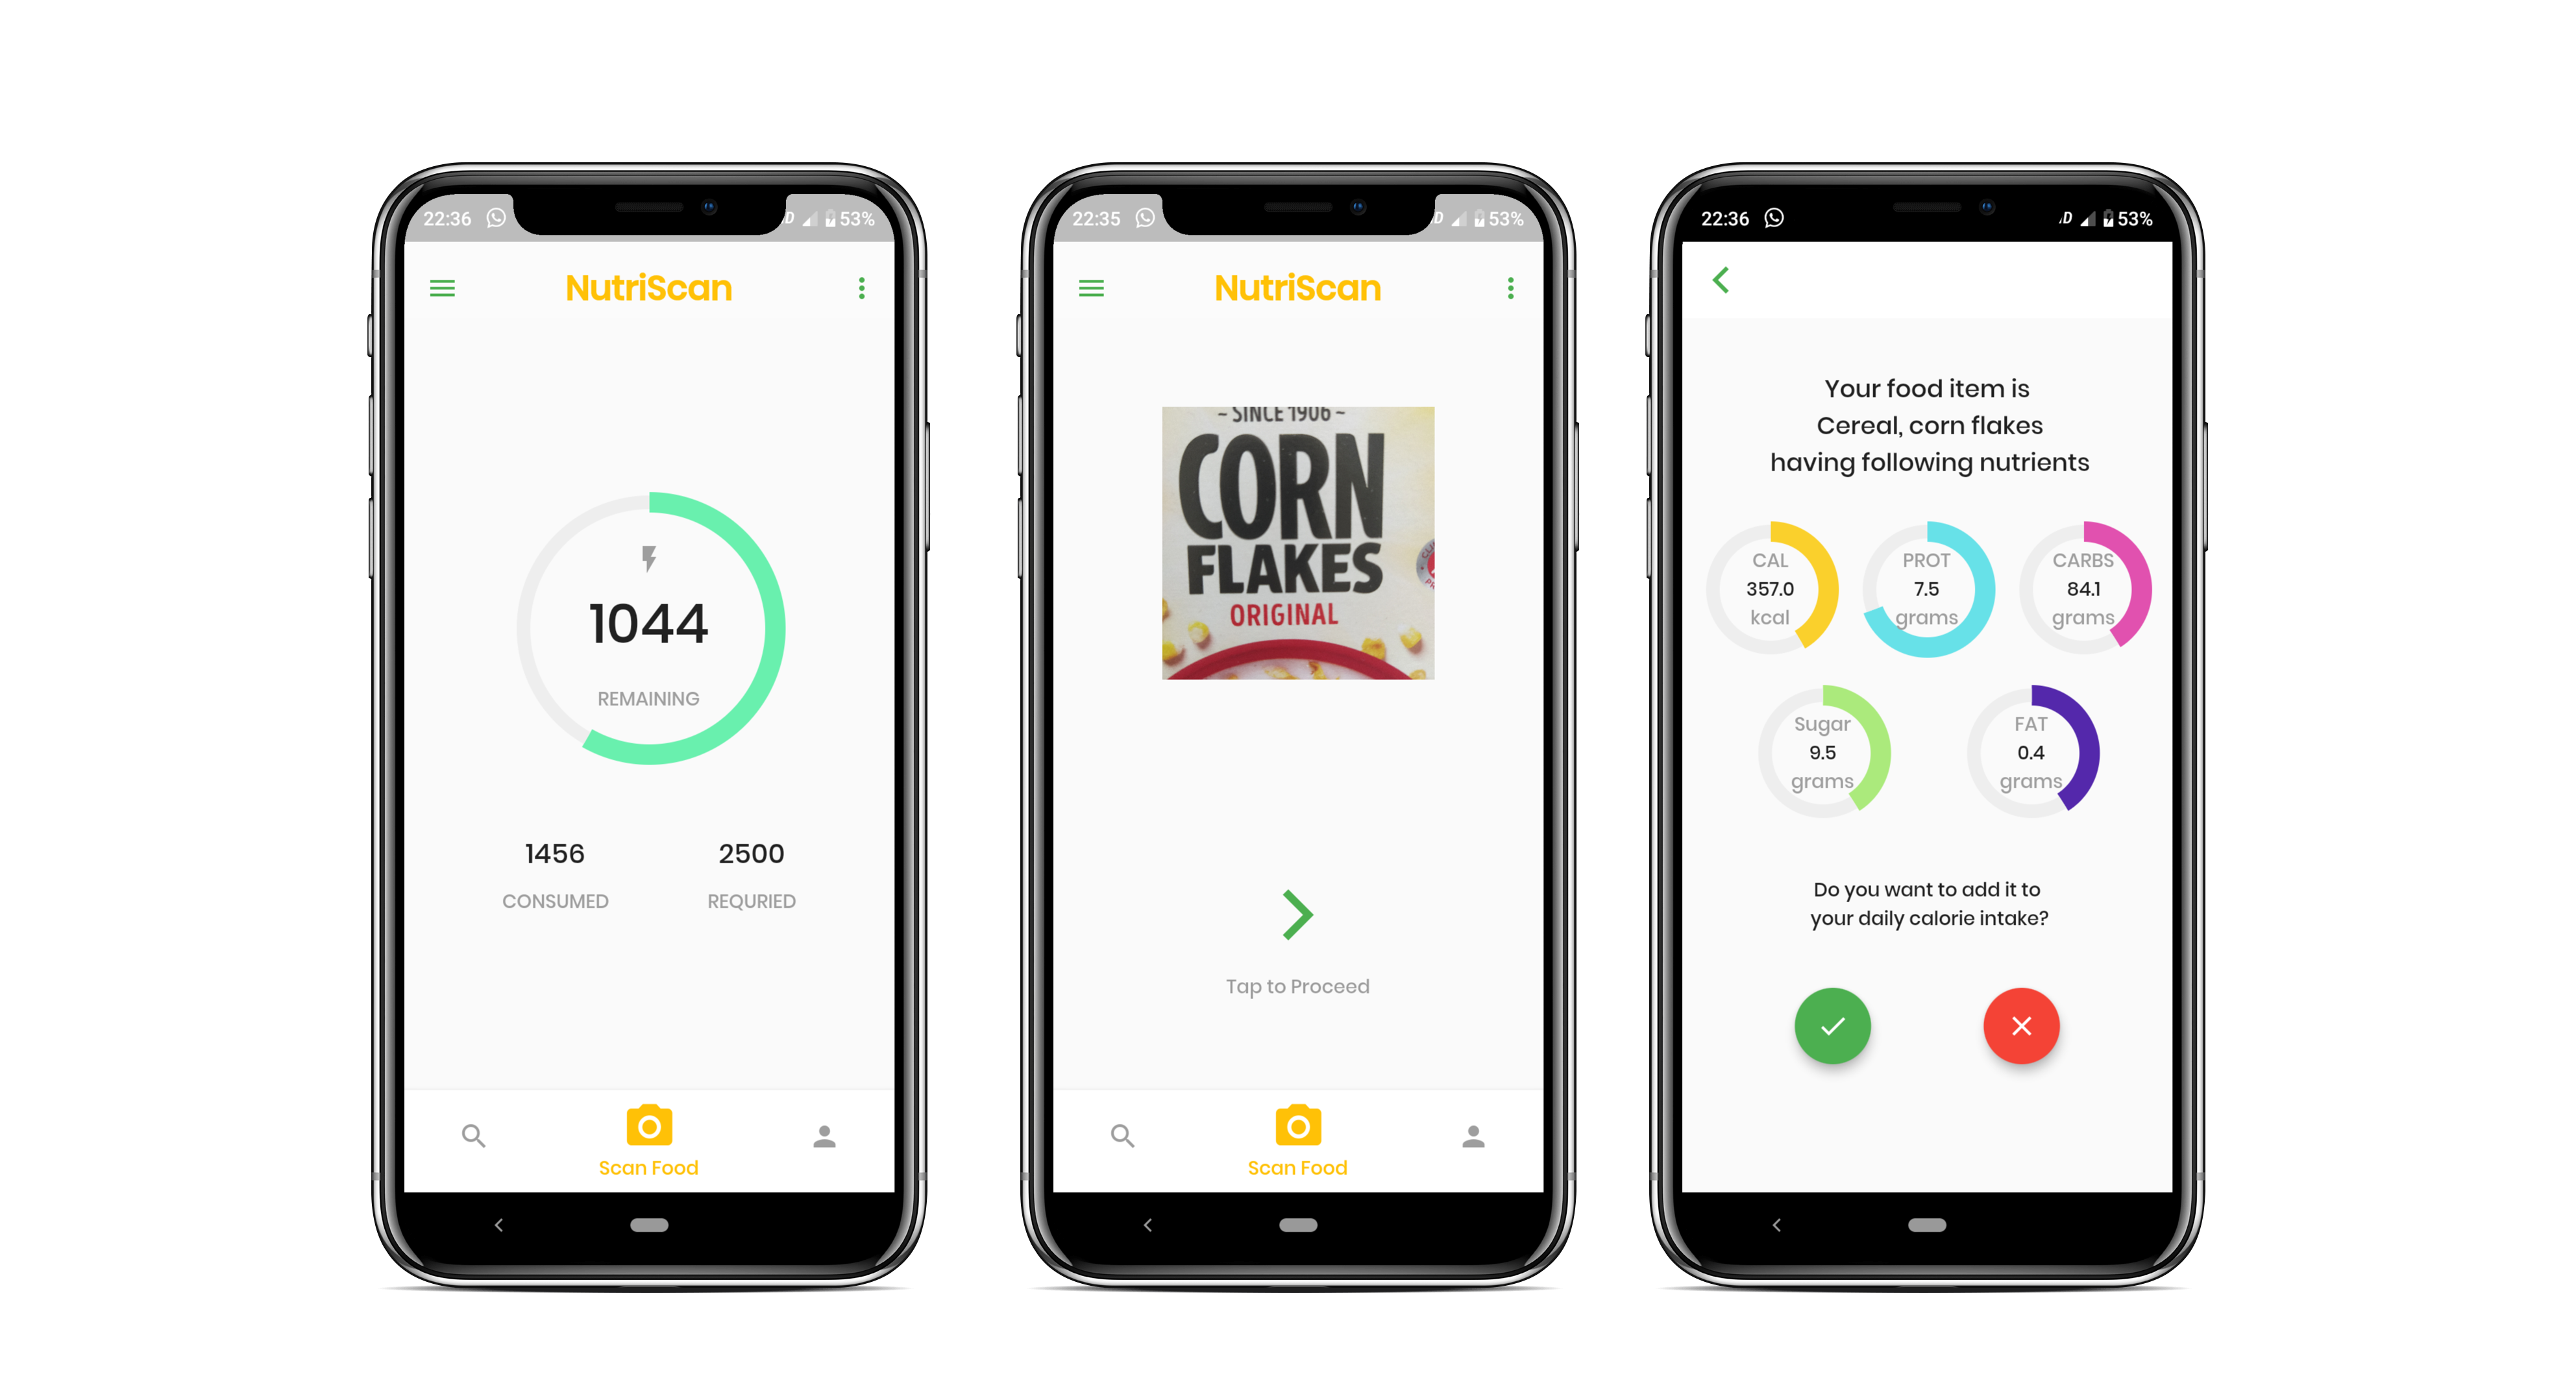 22:36
53%
NutriScan
1044
REMAINING
1456
2500
CONSUMED
REQURIED
Scan Food
22:35
53%
NutriScan
~ SINCE 1906 ~
CORN
FLAKES
ORIGINAL
Tap to Proceed
Scan Food
22:36
53%
Your food item is
Cereal, corn flakes
having following nutrients
CAL
357.0
kcal
PROT
7.5
grams
CARBS
84.1
grams
Sugar
9.5
grams
FAT
0.4
grams
Do you want to add it to
your daily calorie intake?